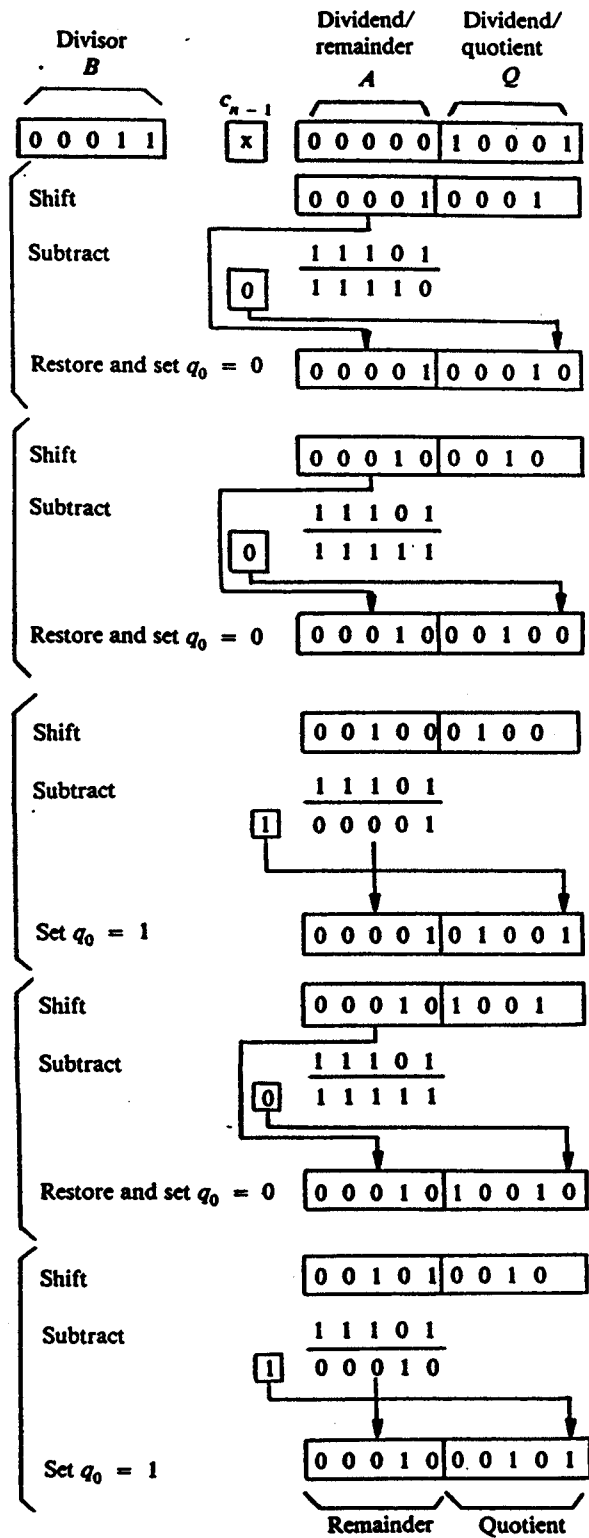 Divisor
B
Dividend/
remainder
A
Dividend/
quotient
Q
cₙ₋₁
0 0 0 1 1
x
0 0 0 0 0 1 0 0 0 1
Shift
0 0 0 0 1 0 0 0 1
Subtract
1 1 1 0 1
0
1 1 1 1 0
Restore and set q₀ = 0
0 0 0 0 1 0 0 0 1 0
Shift
0 0 0 1 0 0 0 1 0
Subtract
1 1 1 0 1
0
1 1 1 1 1
Restore and set q₀ = 0
0 0 0 1 0 0 0 1 0 0
Shift
0 0 1 0 0 0 1 0 0
Subtract
1 1 1 0 1
1
0 0 0 0 1
Set q₀ = 1
0 0 0 0 1 0 1 0 0 1
Shift
0 0 0 1 0 1 0 0 1
Subtract
1 1 1 0 1
0
1 1 1 1 1
Restore and set q₀ = 0
0 0 0 1 0 1 0 0 1 0
Shift
0 0 1 0 1 0 0 1 0
Subtract
1 1 1 0 1
1
0 0 0 1 0
Set q₀ = 1
0 0 0 1 0 0 0 1 0 1
Remainder Quotient